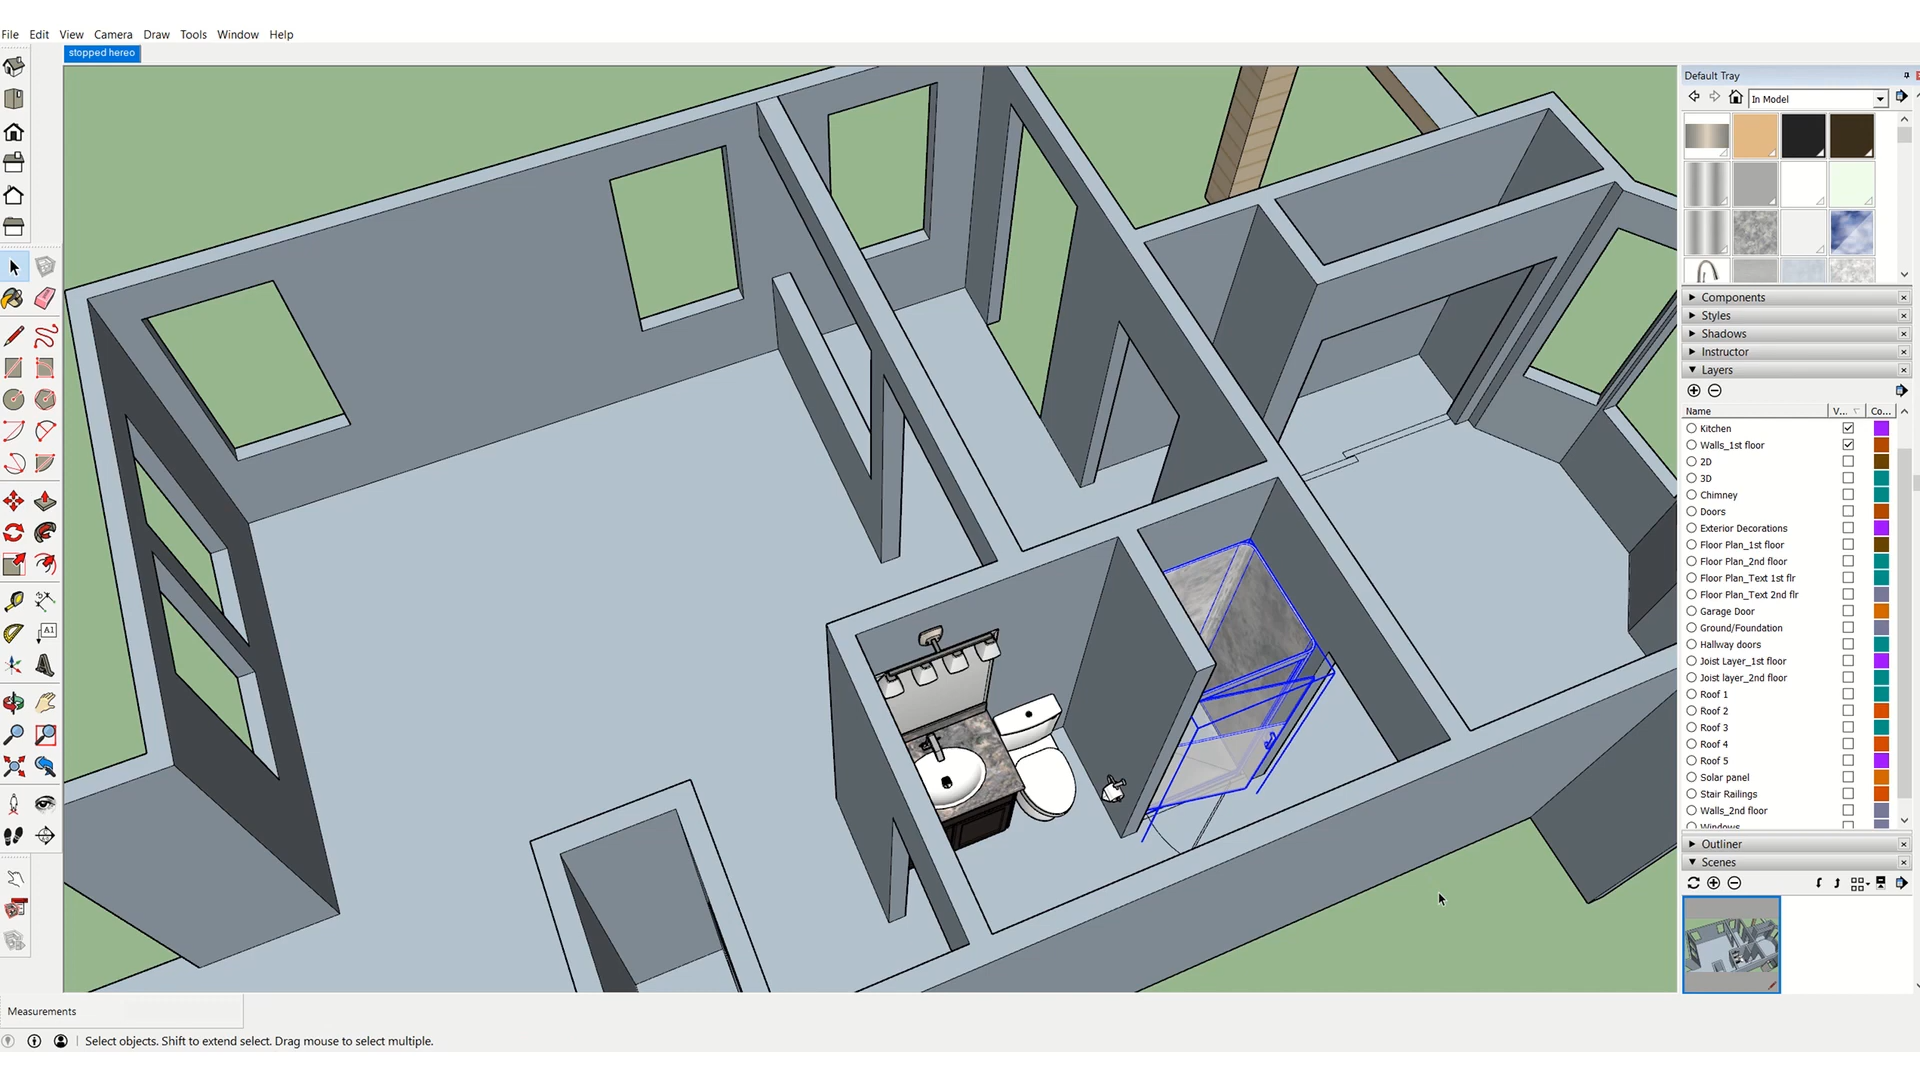 File Edit View Camera Draw Tools Window Help
stopped hereo
Default Tray
In Model
Components
Styles
Shadows
Instructor
Layers
Name V... Co...
Kitchen
Walls_1st floor
2D
3D
Chimney
Doors
Exterior Decorations
Floor Plan_1st floor
Floor Plan_2nd floor
Floor Plan_Text 1st flr
Floor Plan_Text 2nd flr
Garage Door
Ground/Foundation
Hallway doors
Joist Layer_1st floor
Joist layer_2nd floor
Roof 1
Roof 2
Roof 3
Roof 4
Roof 5
Solar panel
Stair Railings
Walls_2nd floor
Windows
Outliner
Scenes
A1
Measurements
Select objects. Shift to extend select. Drag mouse to select multiple.